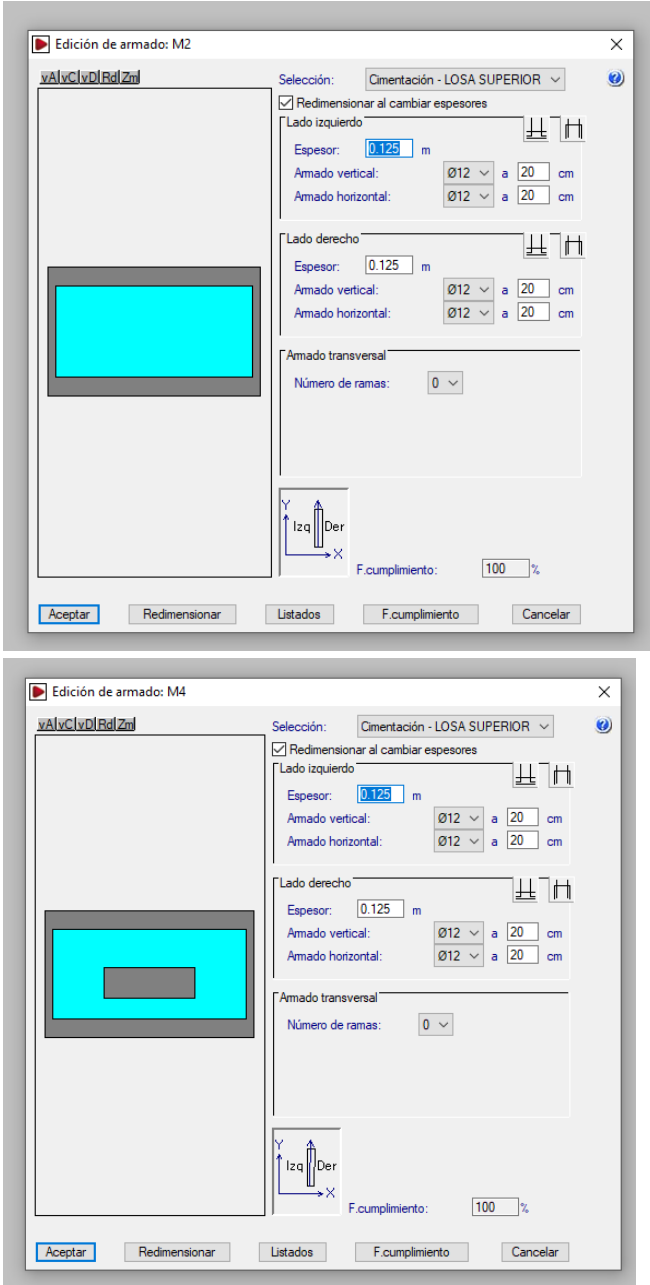 Edición de armado: M2
vA vC vD Rd Zm
Selección: Cimentación - LOSA SUPERIOR
Redimensionar al cambiar espesores
Lado izquierdo
Espesor: 0.125 m
Armado vertical: Ø12 a 20 cm
Armado horizontal: Ø12 a 20 cm
Lado derecho
Espesor: 0.125 m
Armado vertical: Ø12 a 20 cm
Armado horizontal: Ø12 a 20 cm
Armado transversal
Número de ramas: 0
Y
Izq Der
X
F.cumplimiento: 100 %
Aceptar Redimensionar Listados F.cumplimiento Cancelar
Edición de armado: M4
vA vC vD Rd Zm
Selección: Cimentación - LOSA SUPERIOR
Redimensionar al cambiar espesores
Lado izquierdo
Espesor: 0.125 m
Armado vertical: Ø12 a 20 cm
Armado horizontal: Ø12 a 20 cm
Lado derecho
Espesor: 0.125 m
Armado vertical: Ø12 a 20 cm
Armado horizontal: Ø12 a 20 cm
Armado transversal
Número de ramas: 0
Y
Izq Der
X
F.cumplimiento: 100 %
Aceptar Redimensionar Listados F.cumplimiento Cancelar